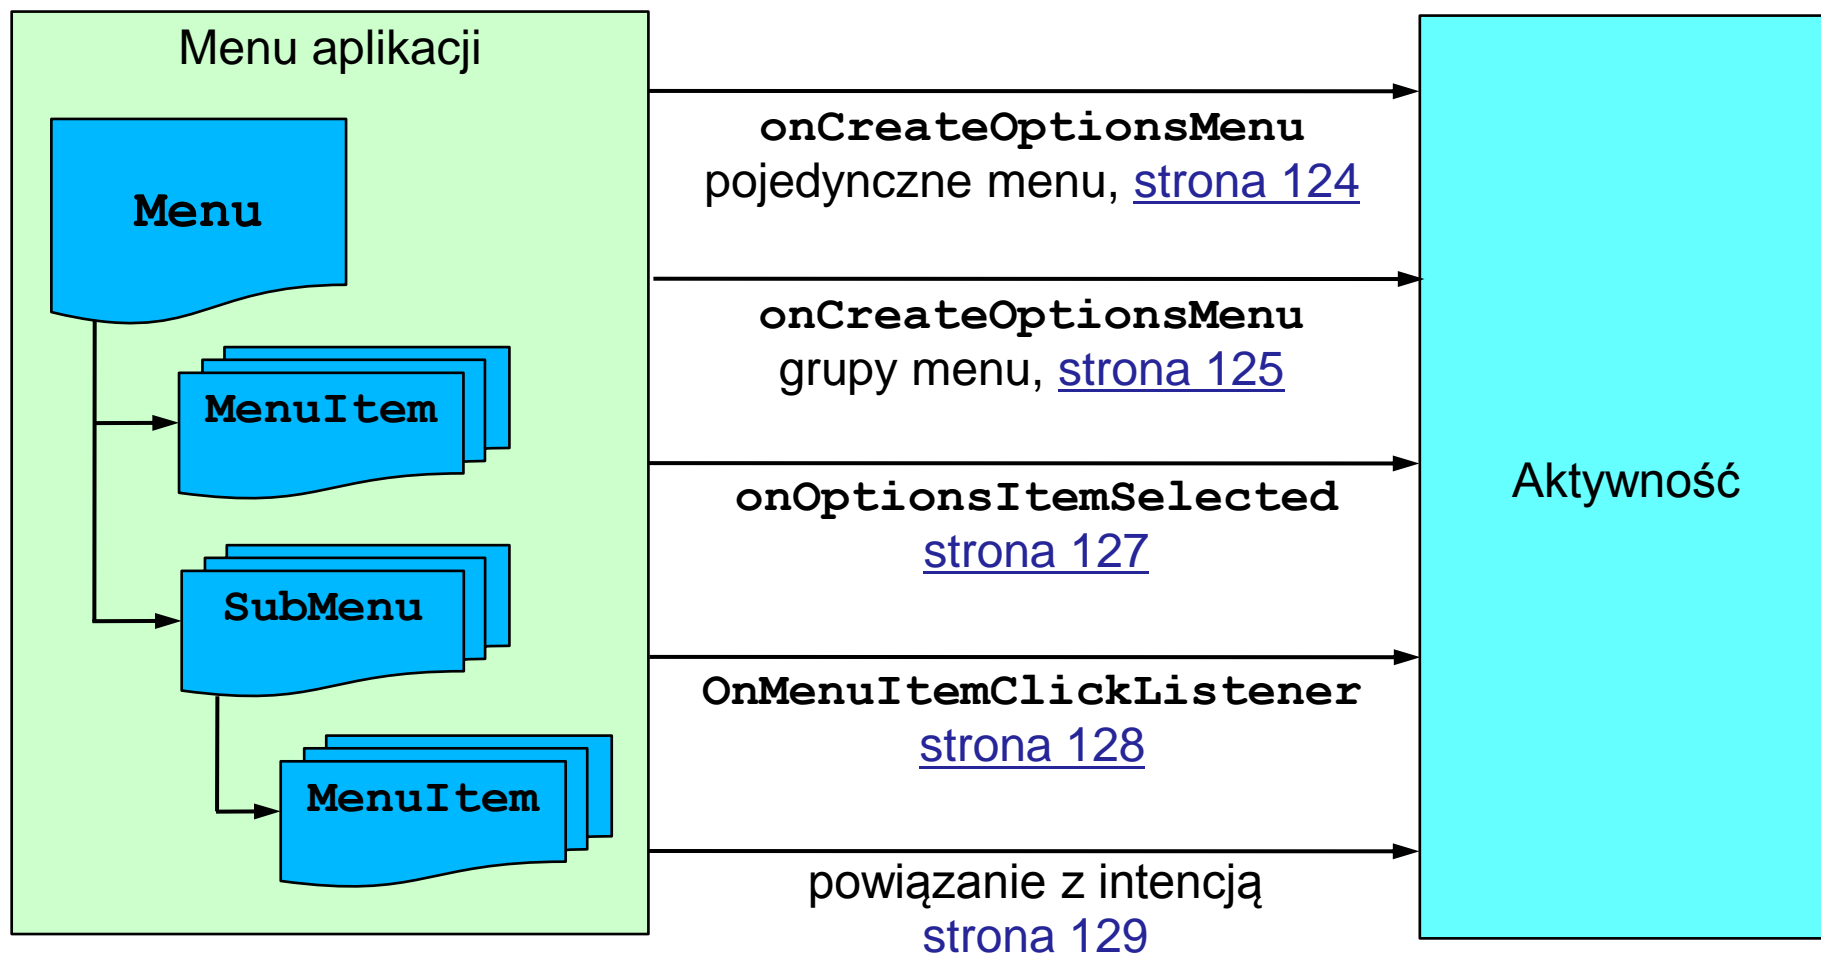 Menu aplikacji
Menu
MenuItem
SubMenu
MenuItem
onCreateOptionsMenu
pojedynczne menu, strona 124
onCreateOptionsMenu
grupy menu, strona 125
onOptionsItemSelected
strona 127
OnMenuItemClickListener
strona 128
powiązanie z intencją
strona 129
Aktywność